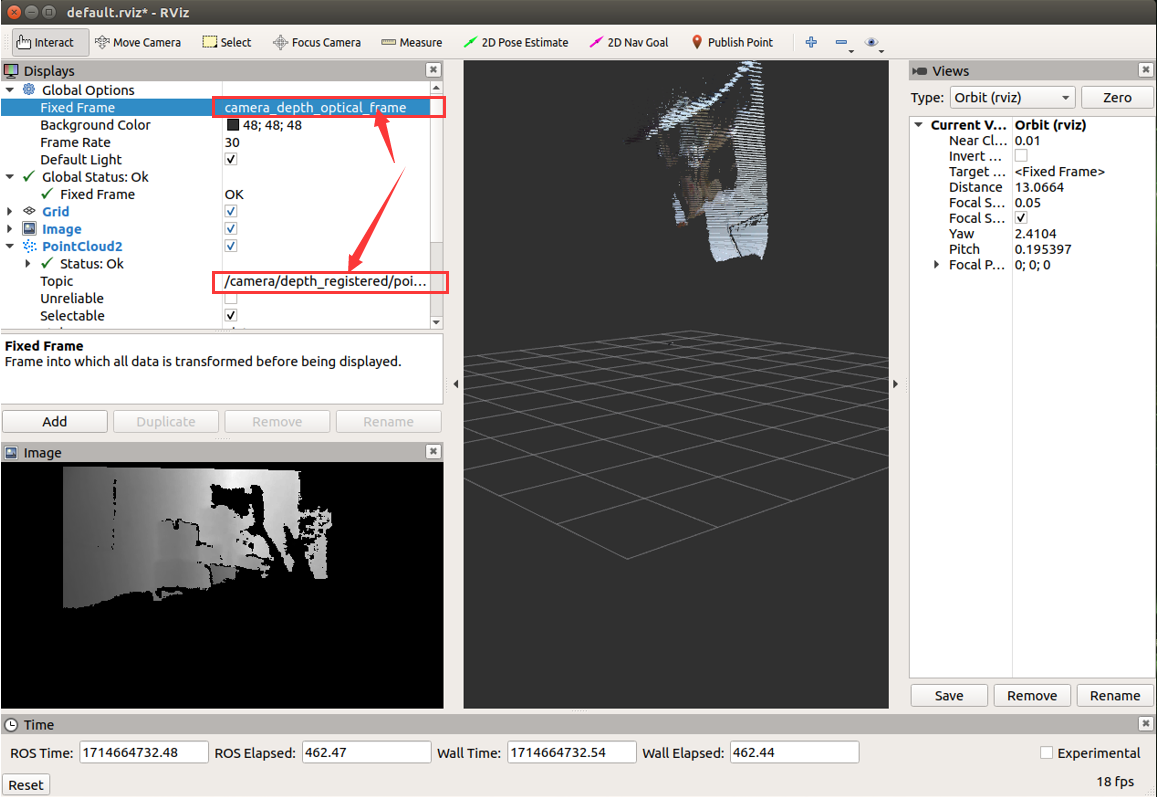 default.rviz* - RViz
Interact Move Camera Select Focus Camera Measure 2D Pose Estimate 2D Nav Goal Publish Point
Displays
Global Options
Fixed Frame camera_depth_optical_frame
Background Color 48; 48; 48
Frame Rate 30
Default Light
Global Status: Ok
Fixed Frame OK
Grid
Image
PointCloud2
Status: Ok
Topic /camera/depth_registered/poi...
Unreliable
Selectable
Fixed Frame
Frame into which all data is transformed before being displayed.
Add Duplicate Remove Rename
Image
Views
Type: Orbit (rviz) Zero
Current V... Orbit (rviz)
Near Cl... 0.01
Invert ...
Target ... <Fixed Frame>
Distance 13.0664
Focal S... 0.05
Focal S...
Yaw 2.4104
Pitch 0.195397
Focal P... 0; 0; 0
Save Remove Rename
Time
ROS Time: 1714664732.48 ROS Elapsed: 462.47 Wall Time: 1714664732.54 Wall Elapsed: 462.44 Experimental
Reset 18 fps